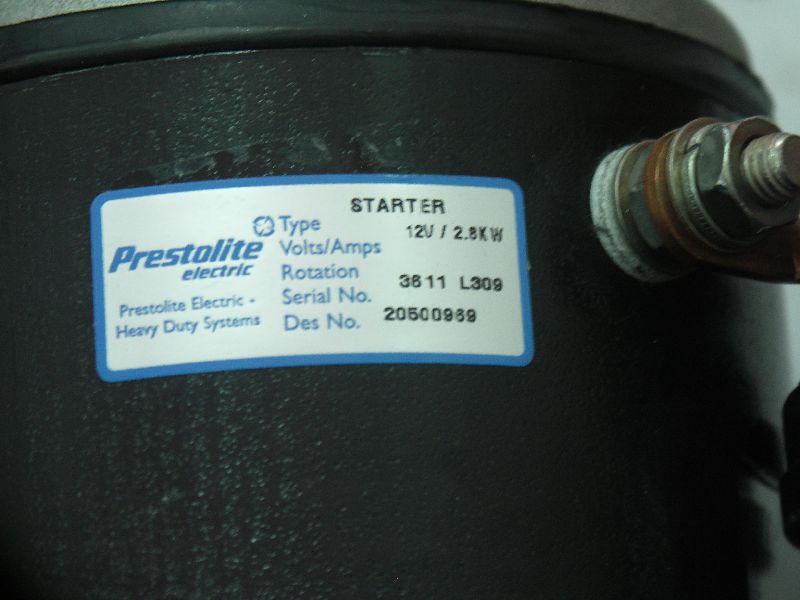 STARTER
Type
12V / 2.8KW
Prestolite
electric
Volts/Amps
Rotation
3611 L309
Serial No.
Prestolite Electric -
Heavy Duty Systems
Des No.
20500969